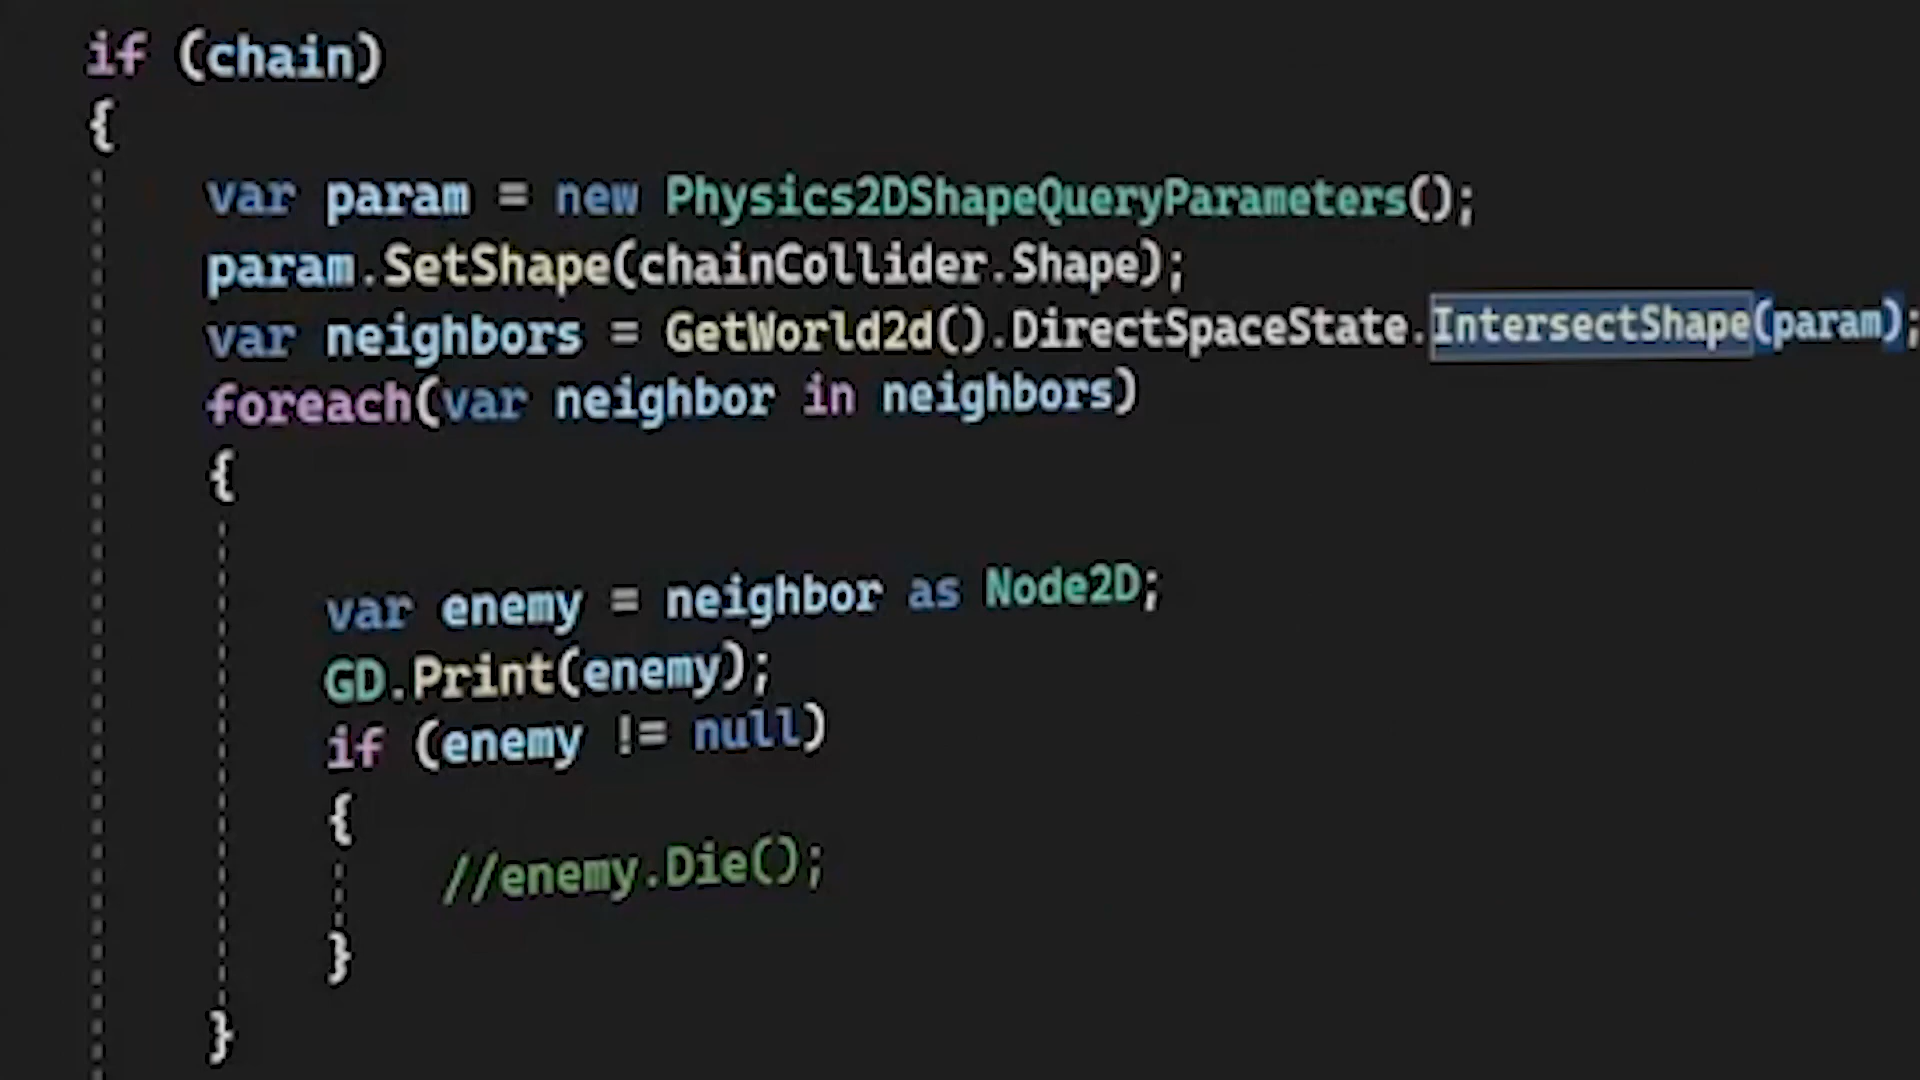 if (chain)
{
var param = new Physics2DShapeQueryParameters();
param.SetShape(chainCollider.Shape);
var neighbors = GetWorld2d().DirectSpaceState.IntersectShape(param);
foreach(var neighbor in neighbors)
{
var enemy = neighbor as Node2D;
GD.Print(enemy);
if (enemy != null)
{
//enemy.Die();
}
}